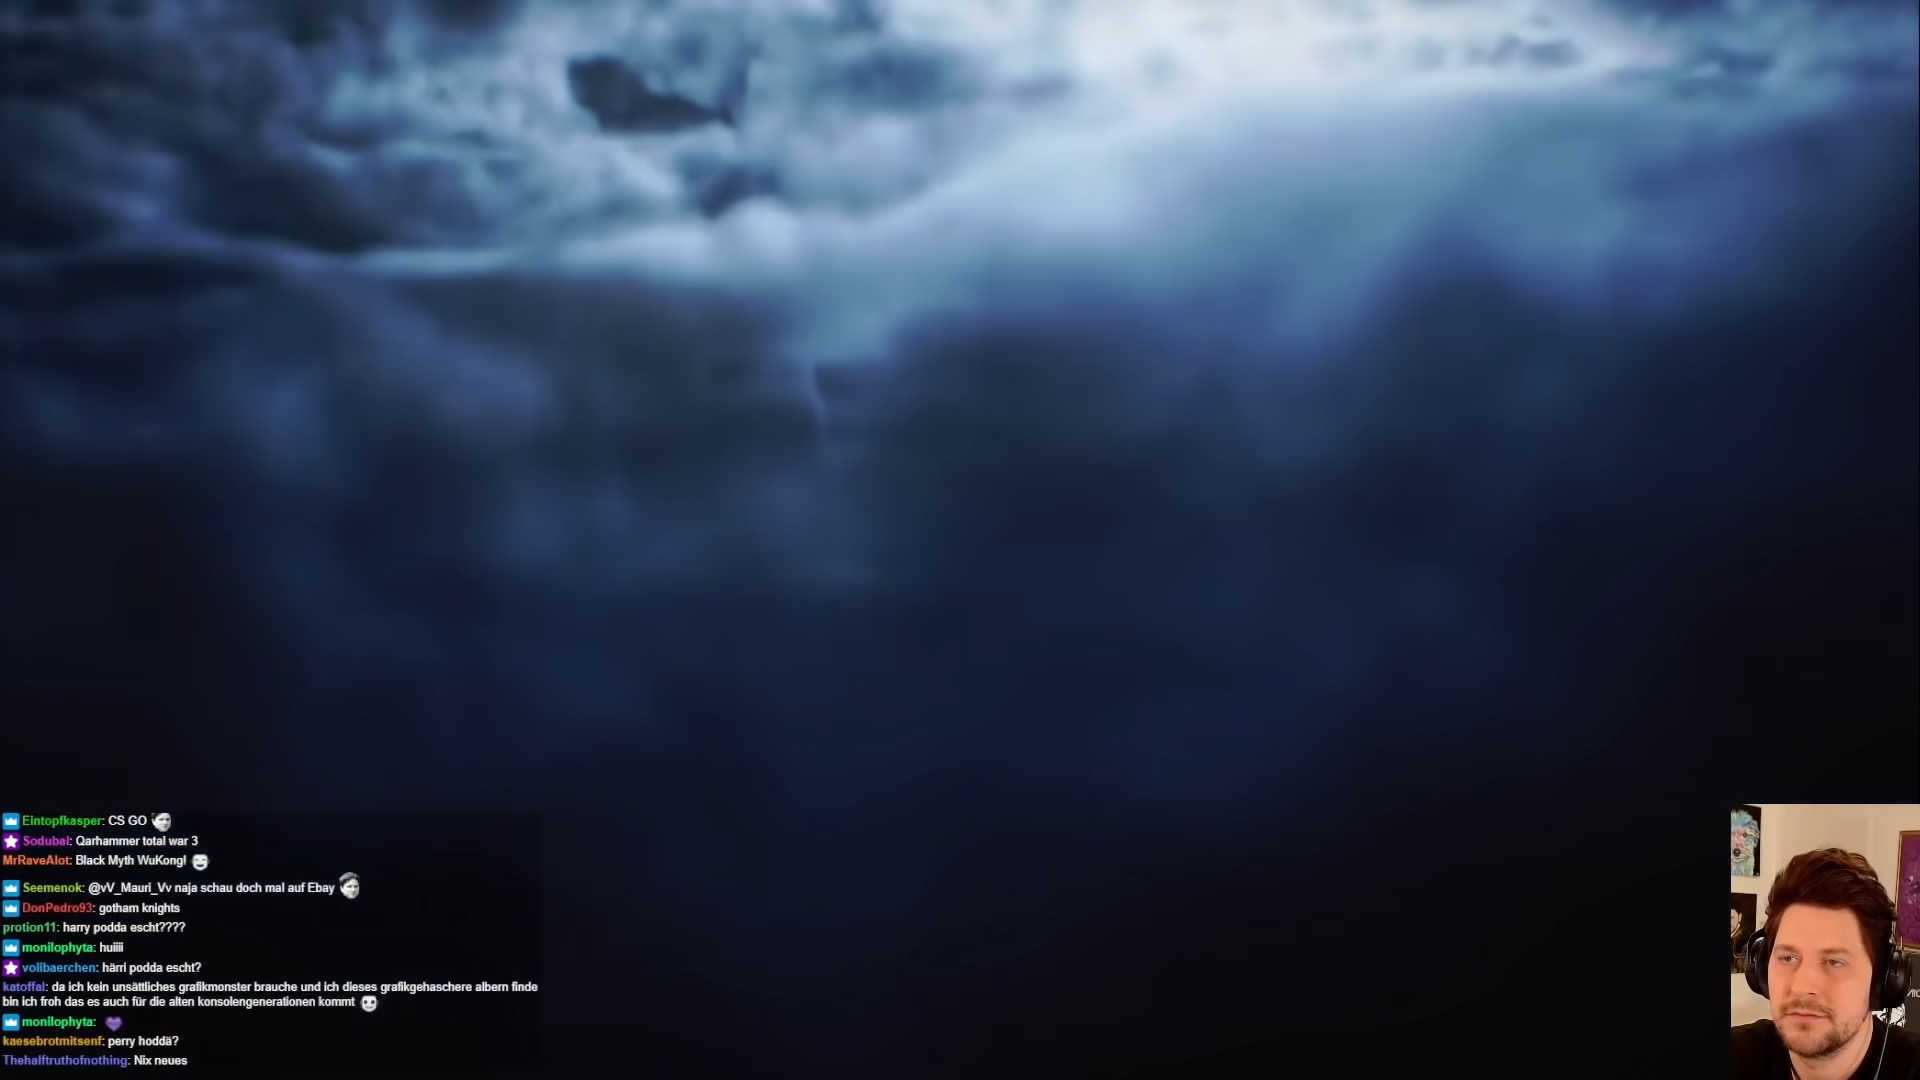 Eintopfkasper: CS GO
Sodubal: Qarhammer total war 3
MrRaveAlot: Black Myth WuKong!
Seemenok: @vV_Mauri_Vv naja schau doch mal auf Ebay
DonPedro93: gotham knights
protion11: harry podda escht????
monilophyta: huiiii
volibaerchen: härri podda escht?
katoffal: da ich kein unsättliches grafikmonster brauche und ich dieses grafikgehaschere albern finde
bin ich froh das es auch für die alten konsolengenerationen kommt
monilophyta:
kaesebrotmitsenf: perry hoddä?
Thehalftruthofnothing: Nix neues